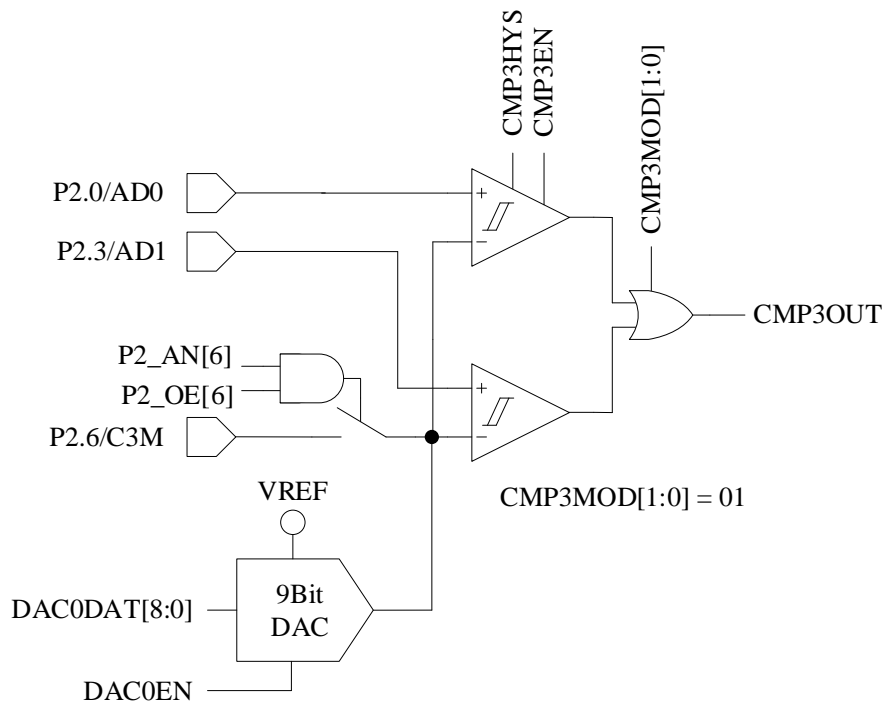 CMP3HYS
CMP3EN
CMP3MOD[1:0]
P2.0/AD0
P2.3/AD1
CMP3OUT
P2_AN[6]
P2_OE[6]
P2.6/C3M
VREF
CMP3MOD[1:0] = 01
DAC0DAT[8:0]
9Bit
DAC
DAC0EN
+
−
+
−